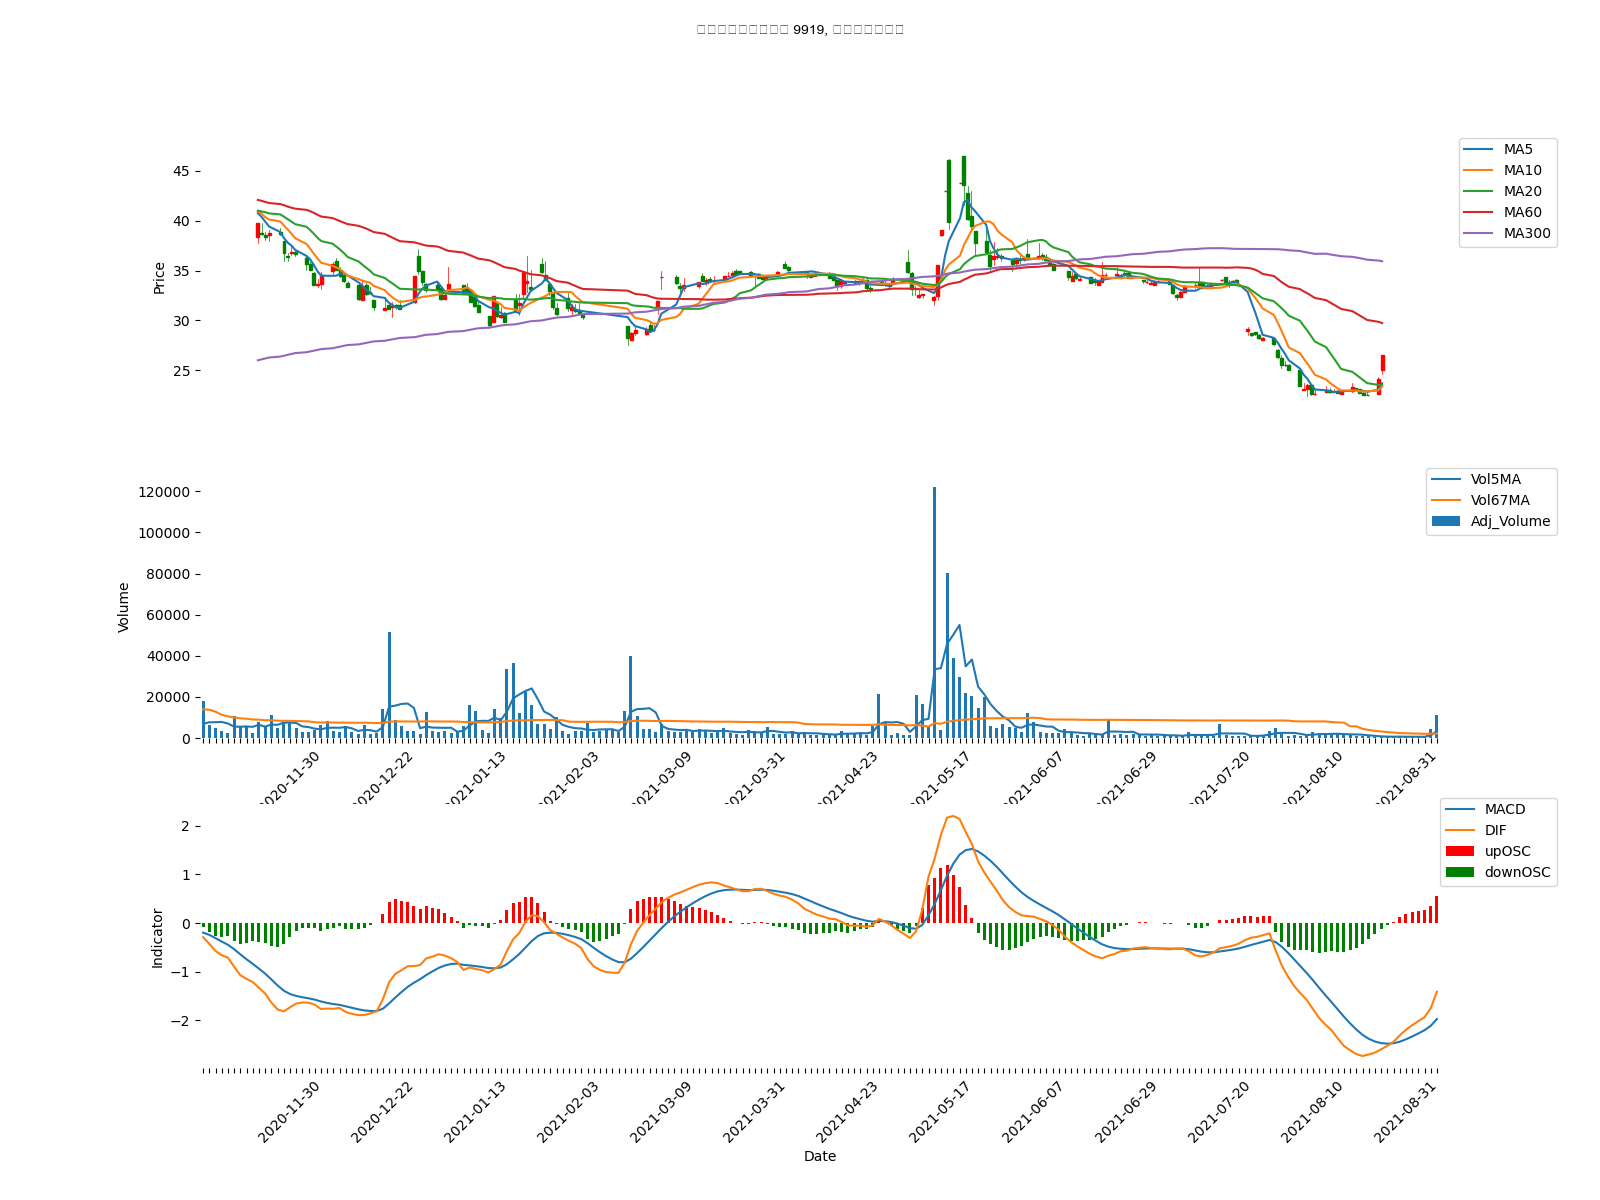 9919,
MA5
MA10
MA20
MA60
MA300
45
40
35
30
25
Price
Vol5MA
Vol67MA
Adj_Volume
120000
100000
80000
60000
40000
20000
0
Volume
2020-11-30 2020-12-22 2021-01-13 2021-02-03 2021-03-09 2021-03-31 2021-04-23 2021-05-17 2021-06-07 2021-06-29 2021-07-20 2021-08-10 2021-08-31
MACD
DIF
upOSC
downOSC
2
1
0
−1
−2
Indicator
2020-11-30 2020-12-22 2021-01-13 2021-02-03 2021-03-09 2021-03-31 2021-04-23 2021-05-17 2021-06-07 2021-06-29 2021-07-20 2021-08-10 2021-08-31
Date